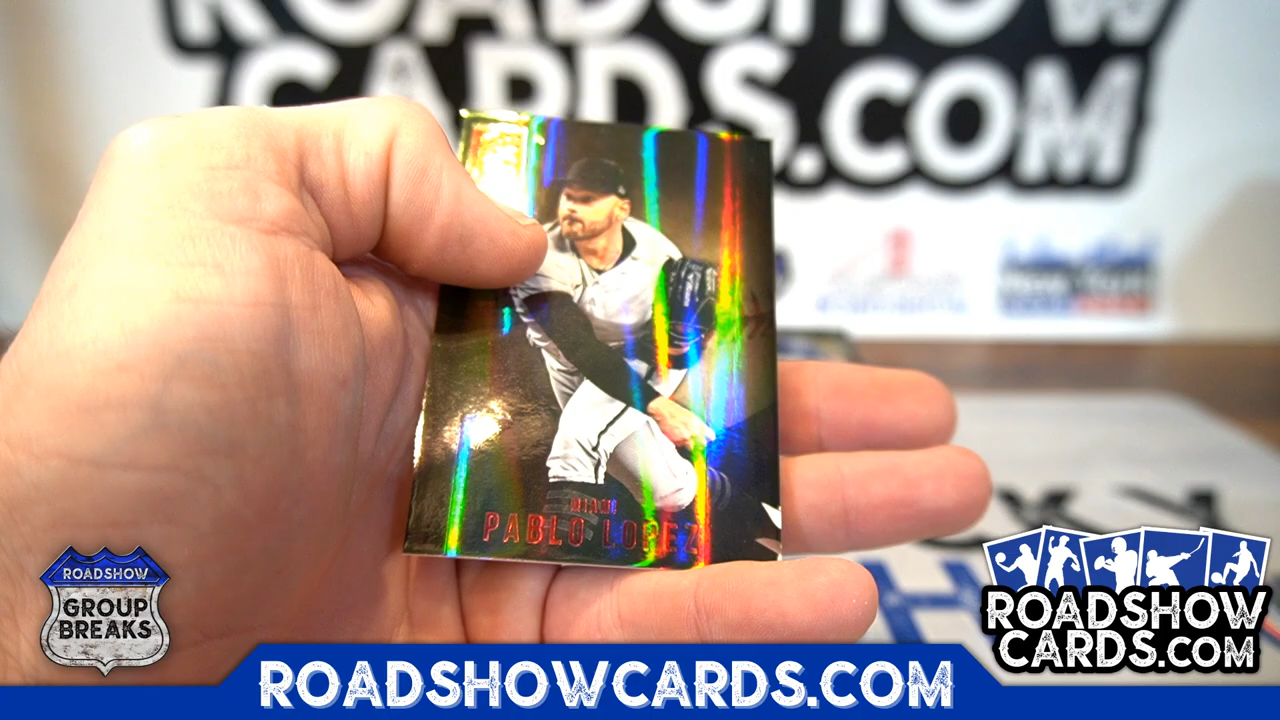 ROADSHOW
CARDS.COM
MIAMI
PABLO LOPEZ
ROADSHOW
GROUP
BREAKS
ROADSHOWCARDS.COM
ROADSHOW
CARDS.COM